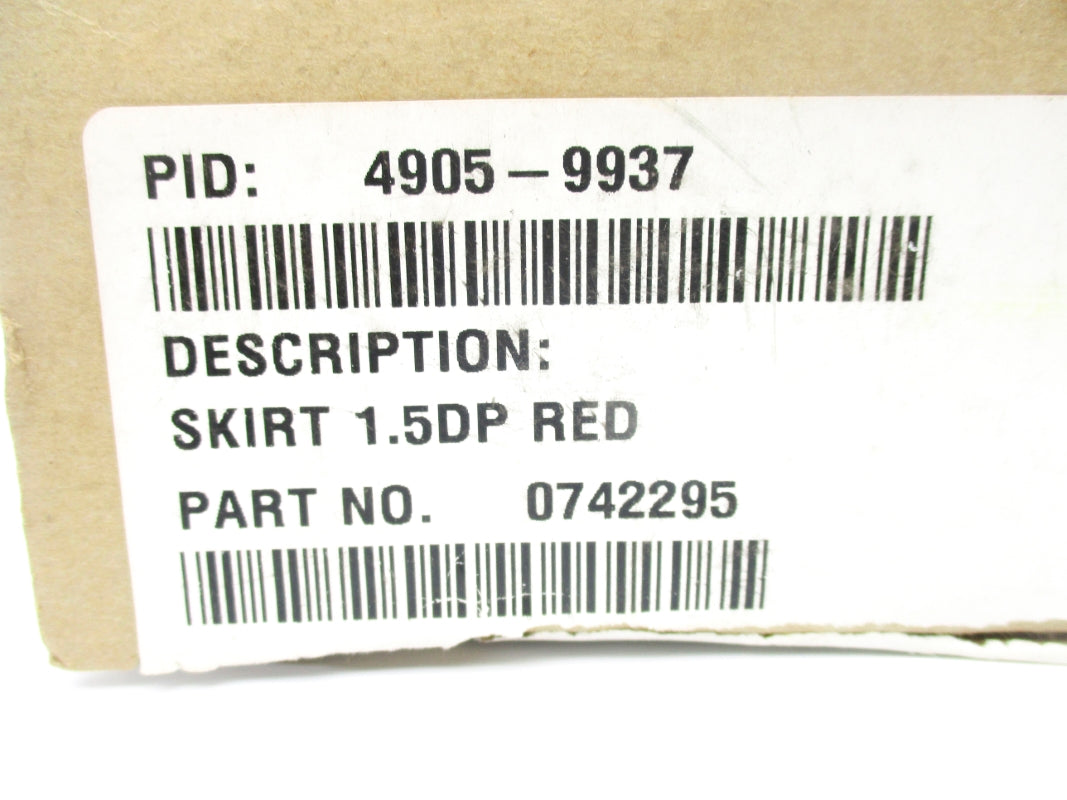 PID: 4905-9937
DESCRIPTION:
SKIRT 1.5DP RED
PART NO. 0742295